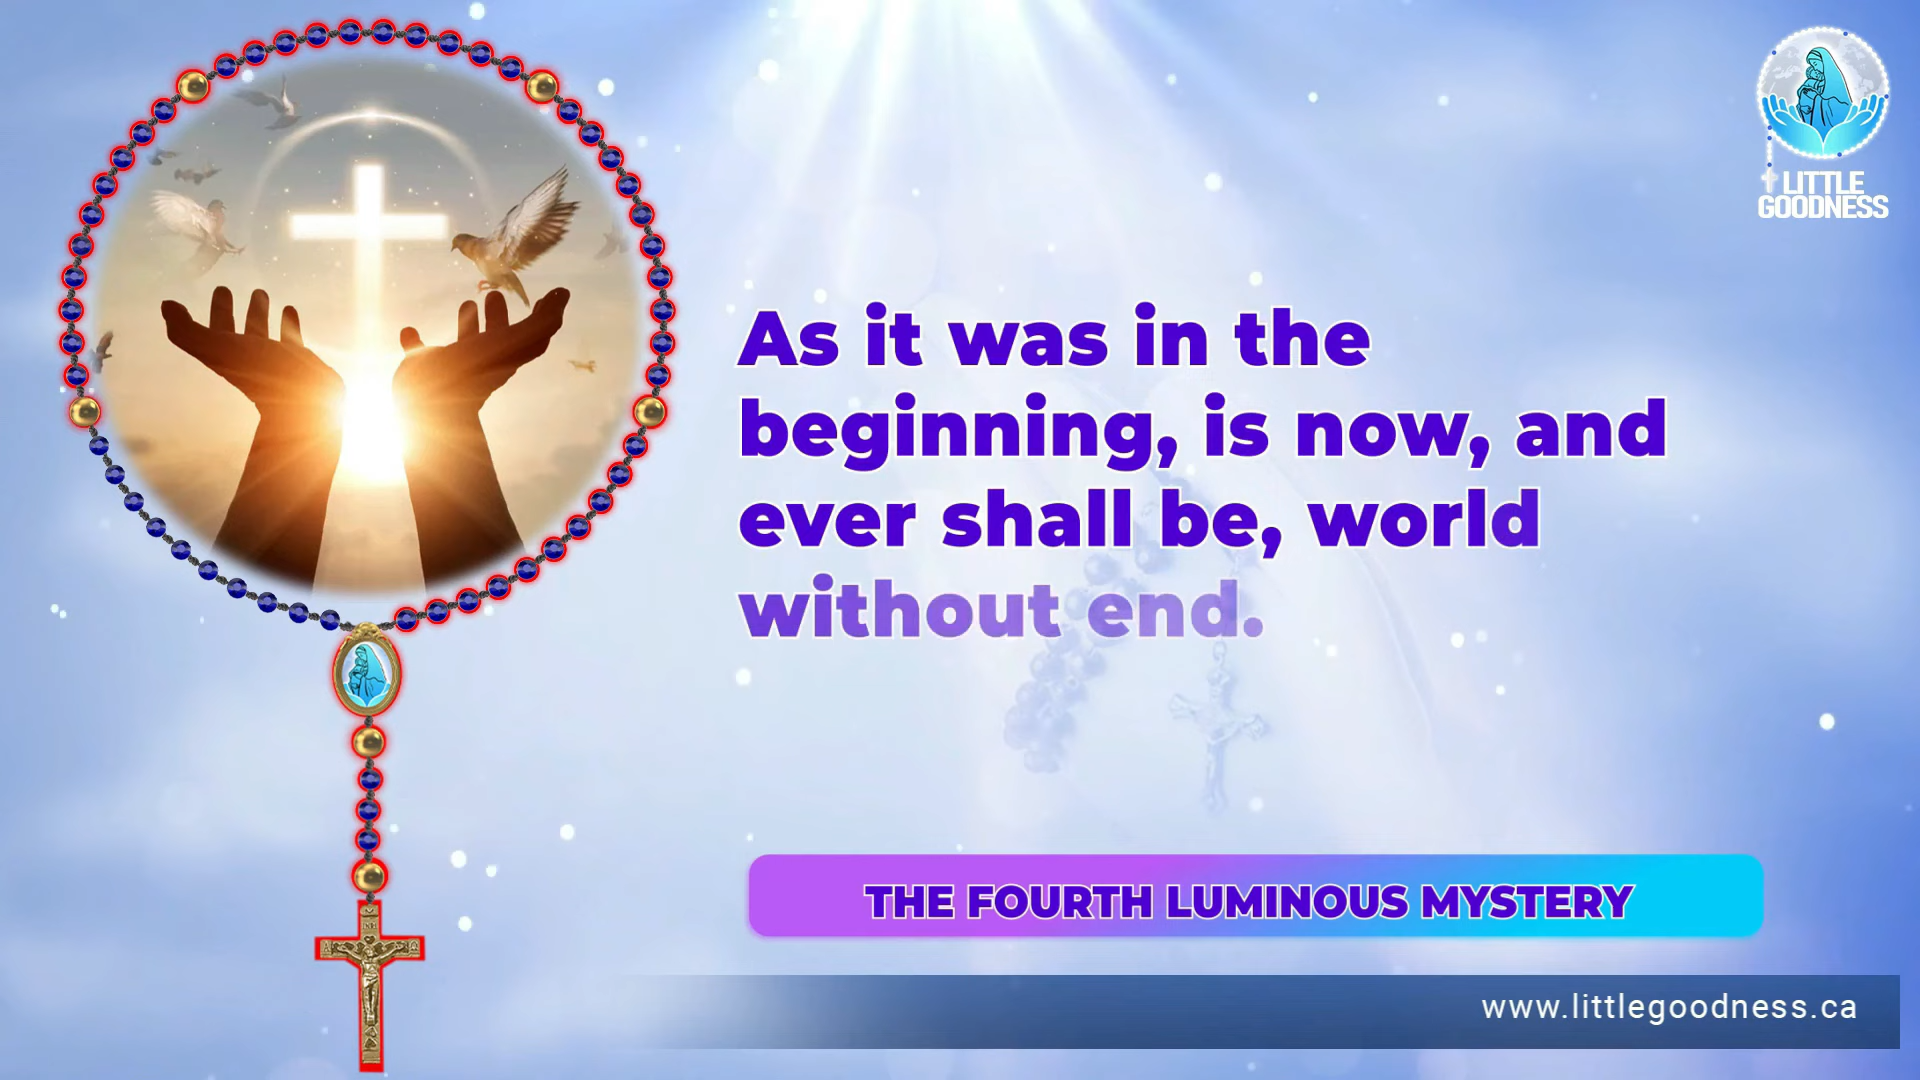 LITTLE
GOODNESS
As it was in the
beginning, is now, and
ever shall be, world
without end.
THE FOURTH LUMINOUS MYSTERY
www.littlegoodness.ca